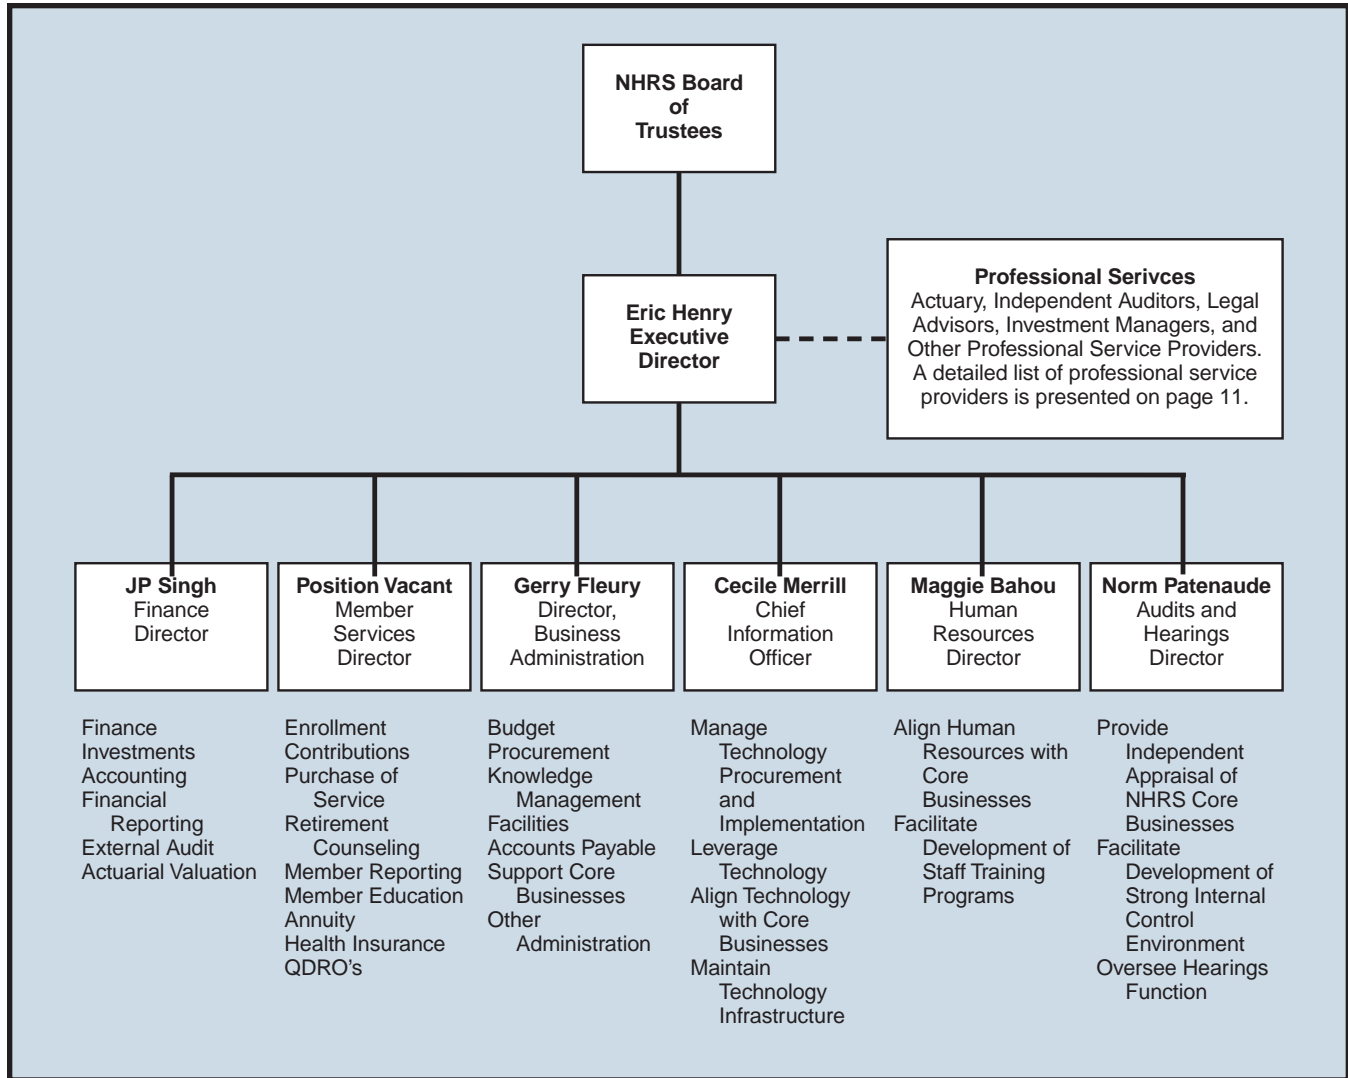 NHRS Board
of
Trustees
Eric Henry
Executive
Director
Professional Serivces
Actuary, Independent Auditors, Legal
Advisors, Investment Managers, and
Other Professional Service Providers.
A detailed list of professional service
providers is presented on page 11.
JP Singh
Finance
Director
Position Vacant
Member
Services
Director
Gerry Fleury
Director,
Business
Administration
Cecile Merrill
Chief
Information
Officer
Maggie Bahou
Human
Resources
Director
Norm Patenaude
Audits and
Hearings
Director
Finance
Investments
Accounting
Financial
Reporting
External Audit
Actuarial Valuation
Enrollment
Contributions
Purchase of
Service
Retirement
Counseling
Member Reporting
Member Education
Annuity
Health Insurance
QDRO's
Budget
Procurement
Knowledge
Management
Facilities
Accounts Payable
Support Core
Businesses
Other
Administration
Manage
Technology
Procurement
and
Implementation
Leverage
Technology
Align Technology
with Core
Businesses
Maintain
Technology
Infrastructure
Align Human
Resources with
Core
Businesses
Facilitate
Development of
Staff Training
Programs
Provide
Independent
Appraisal of
NHRS Core
Businesses
Facilitate
Development of
Strong Internal
Control
Environment
Oversee Hearings
Function